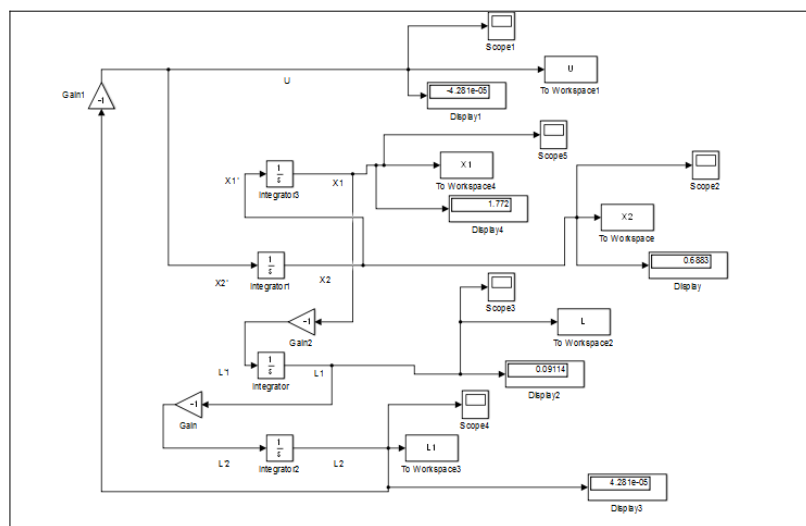 Scope1
U
U
To Workspace1
Gain1
-1
-4.281e-05
Display1
Scope5
X1'
1
s
Integrator3
X1
X1
To Workspace4
Scope2
1.772
Display4
X2
To Workspace
X2'
1
s
Integrator1
X2
0.6883
Display
Scope3
-1
Gain2
L
To Workspace2
L'1
1
s
Integrator
L1
0.09114
Display2
-1
Gain
Scope4
L'2
1
s
Integrator2
L2
L1
To Workspace3
4.281e-05
Display3